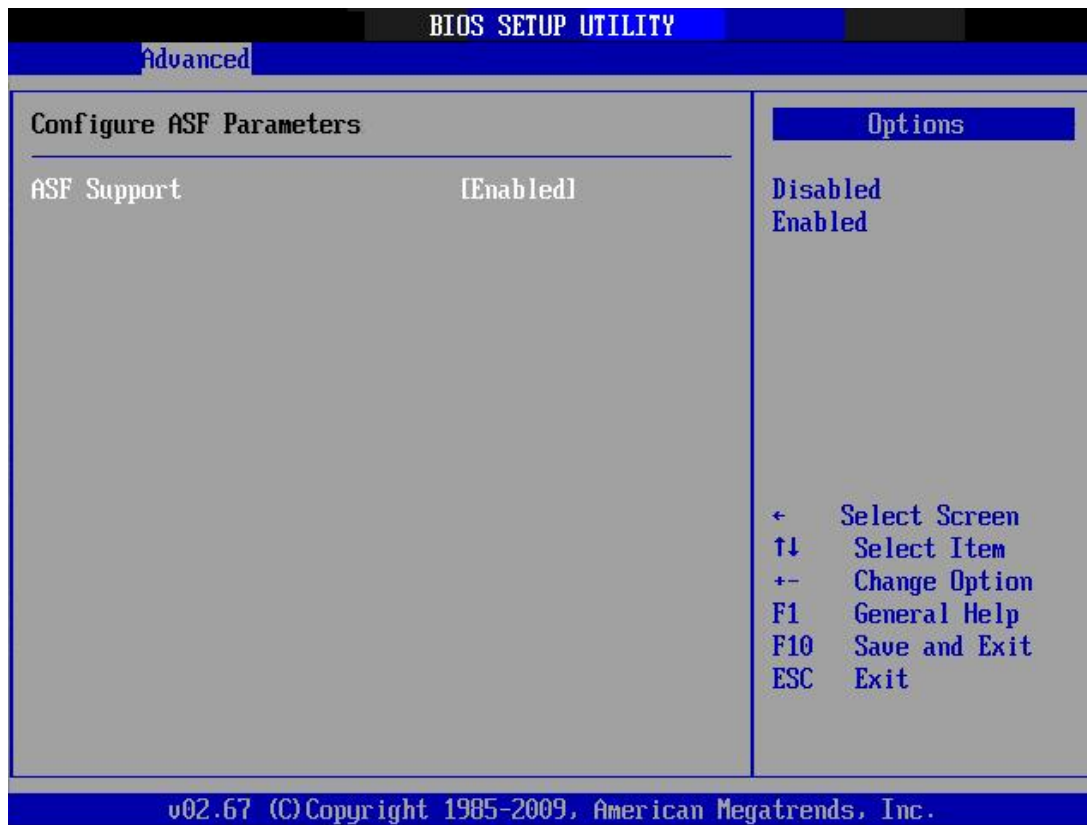 BIOS SETUP UTILITY
Advanced
Configure ASF Parameters
ASF Support [Enabled]
Options
Disabled
Enabled
← Select Screen
↑↓ Select Item
+- Change Option
F1 General Help
F10 Save and Exit
ESC Exit
v02.67 (C)Copyright 1985-2009, American Megatrends, Inc.